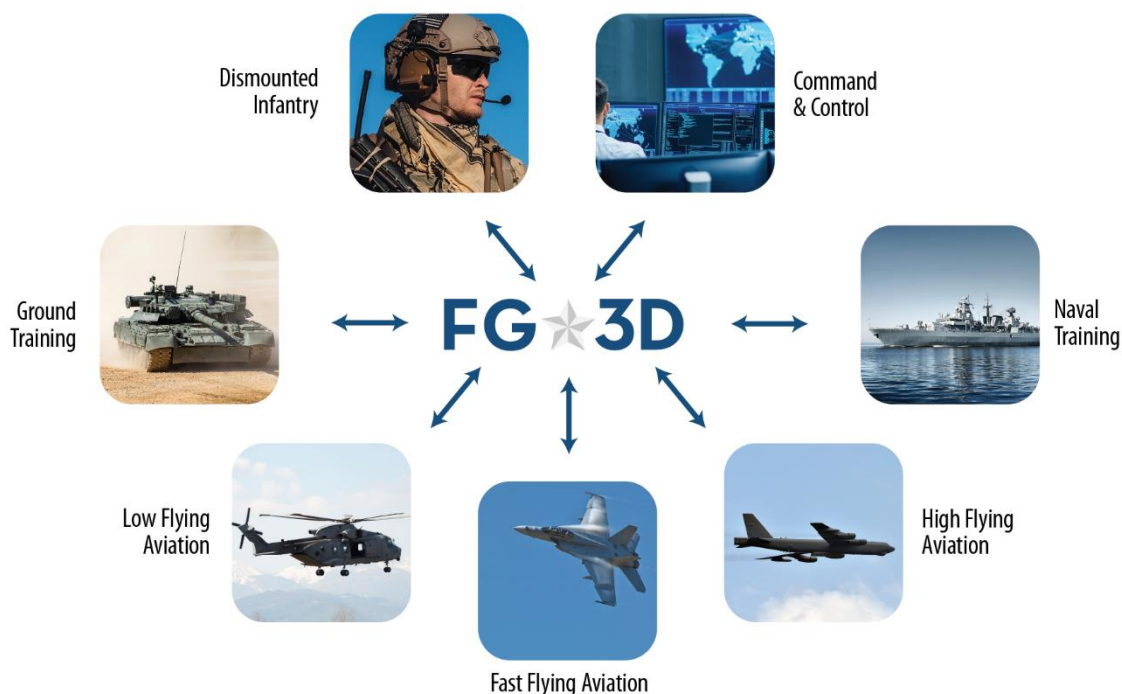 Dismounted
Infantry
Command
& Control
Ground
Training
FG 3D
Naval
Training
Low Flying
Aviation
High Flying
Aviation
Fast Flying Aviation